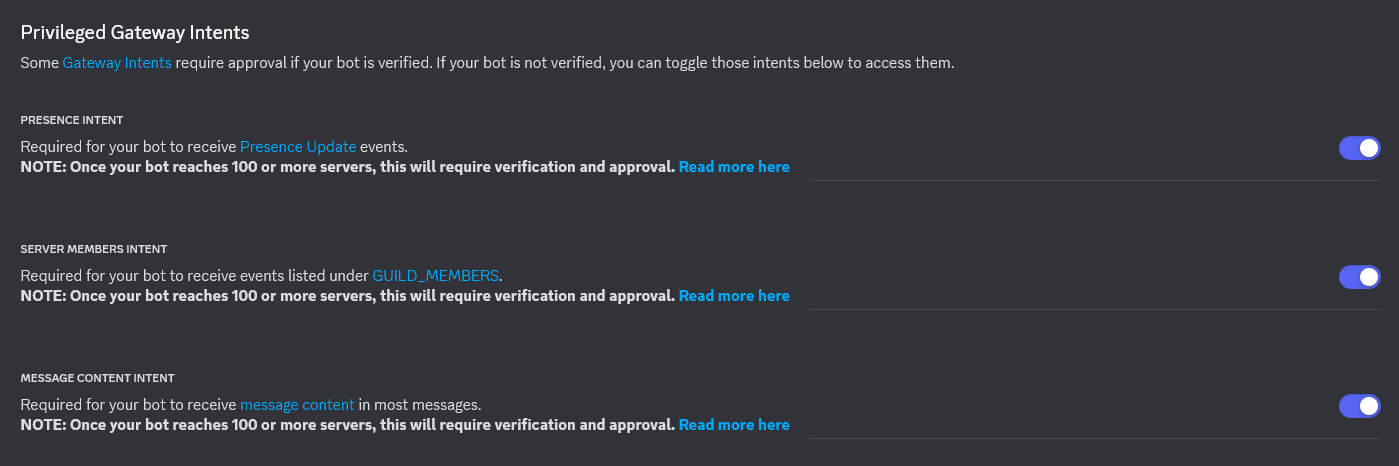 Privileged Gateway Intents
Some Gateway Intents require approval if your bot is verified. If your bot is not verified, you can toggle those intents below to access them.
PRESENCE INTENT
Required for your bot to receive Presence Update events.
NOTE: Once your bot reaches 100 or more servers, this will require verification and approval. Read more here
SERVER MEMBERS INTENT
Required for your bot to receive events listed under GUILD_MEMBERS.
NOTE: Once your bot reaches 100 or more servers, this will require verification and approval. Read more here
MESSAGE CONTENT INTENT
Required for your bot to receive message content in most messages.
NOTE: Once your bot reaches 100 or more servers, this will require verification and approval. Read more here